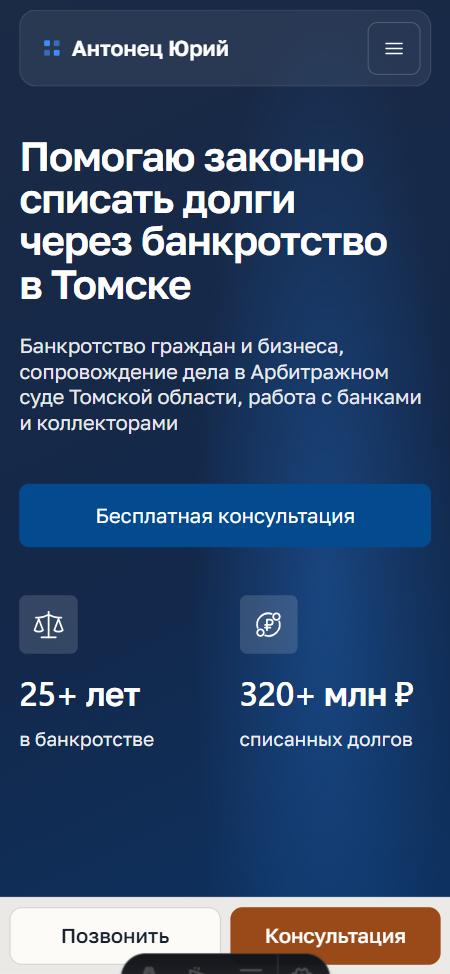 Антонец Юрий
Помогаю законно
списать долги
через банкротство
в Томске
Банкротство граждан и бизнеса,
сопровождение дела в Арбитражном
суде Томской области, работа с банками
и коллекторами
Бесплатная консультация
25+ лет
320+ млн ₽
в банкротстве
списанных долгов
Позвонить
Консультация